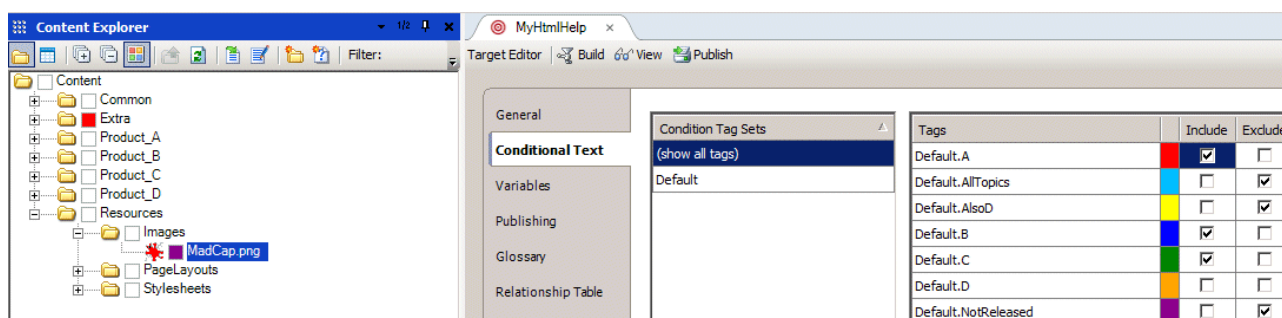 Content Explorer 1/2
Filter:
Content
Common
Extra
Product_A
Product_B
Product_C
Product_D
Resources
Images
MadCap.png
PageLayouts
Stylesheets
MyHtmlHelp
Target Editor Build View Publish
General
Conditional Text
Variables
Publishing
Glossary
Relationship Table
Condition Tag Sets
(show all tags)
Default
Tags Include Exclude
Default.A
Default.AllTopics
Default.AlsoD
Default.B
Default.C
Default.D
Default.NotReleased